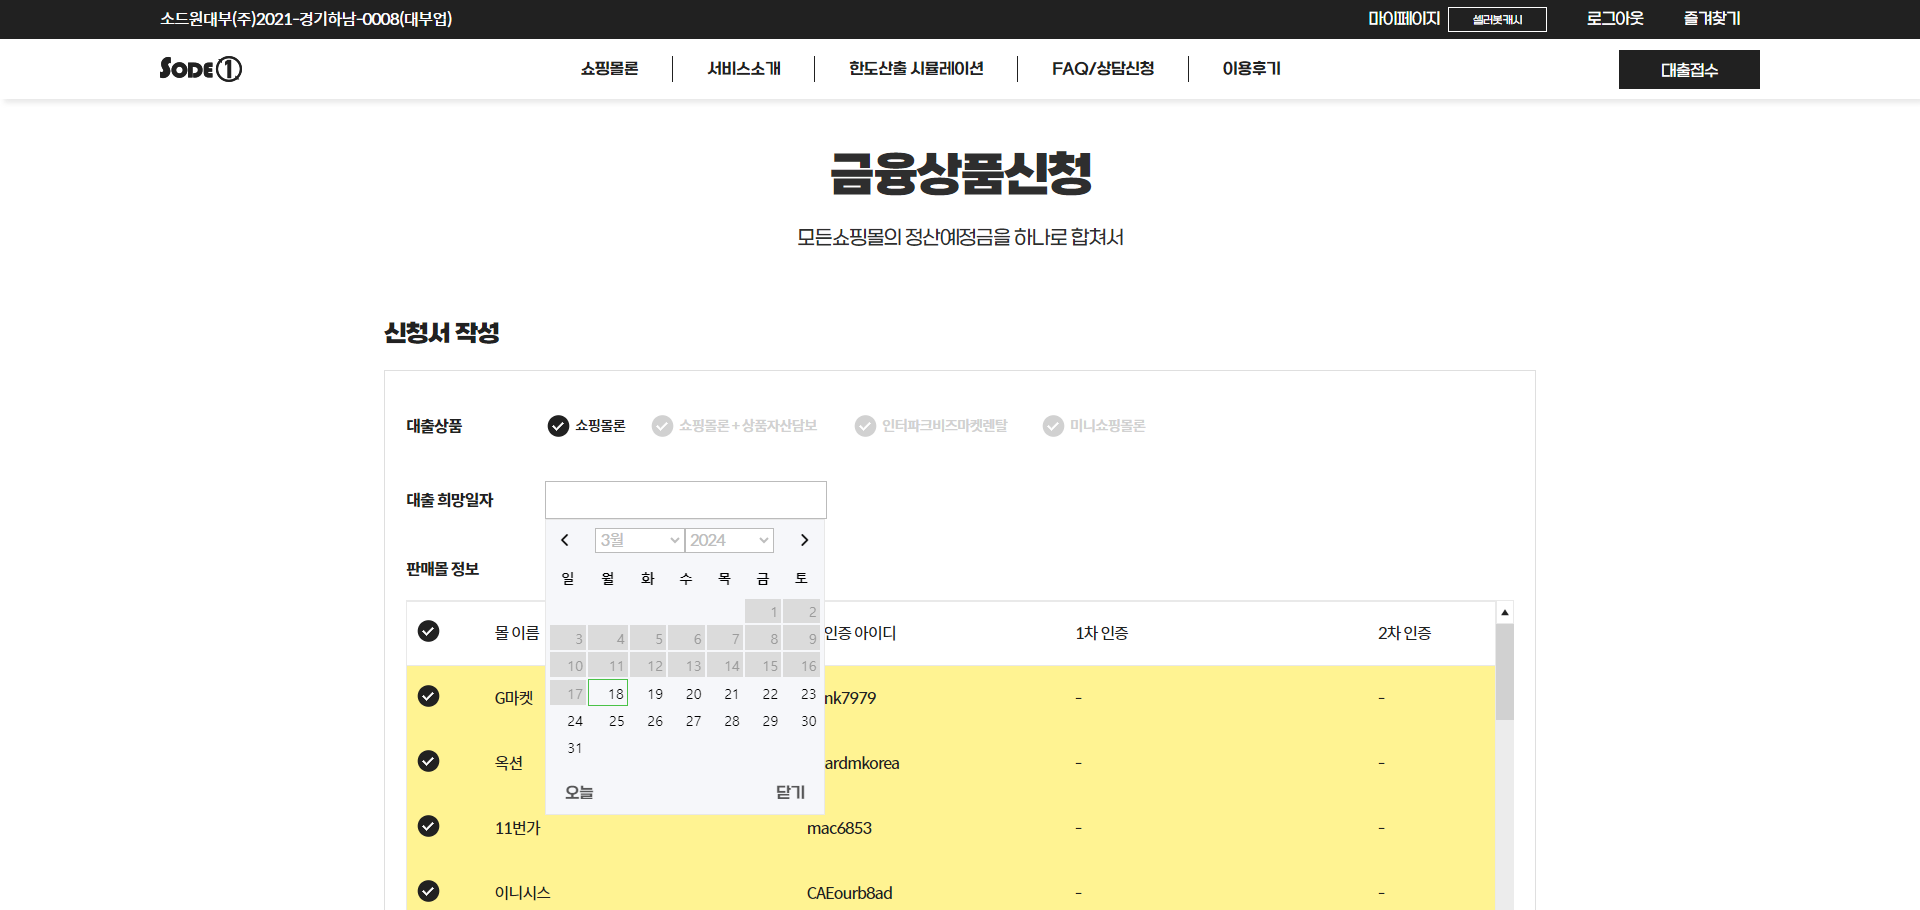 소드원대부(주)2021-경기하남-0008(대부업) 마이페이지 셀러봇캐시 로그아웃 즐겨찾기
SODE1 쇼핑몰론 서비스소개 한도산출 시뮬레이션 FAQ/상담신청 이용후기 대출접수
금융상품신청
모든쇼핑몰의 정산예정금을 하나로 합쳐서
신청서 작성
대출상품 쇼핑몰론 쇼핑몰론+상품자산담보 인터파크비즈마켓렌탈 미니쇼핑몰론
대출 희망일자
3월 2024
판매몰 정보
일 월 화 수 목 금 토
1 2
3 4 5 6 7 8 9
10 11 12 13 14 15 16
17 18 19 20 21 22 23
24 25 26 27 28 29 30
31
오늘 닫기
몰 이름 인증 아이디 1차 인증 2차 인증
G마켓 nk7979 - -
옥션 ardmkorea - -
11번가 mac6853 - -
이니시스 CAEourb8ad - -